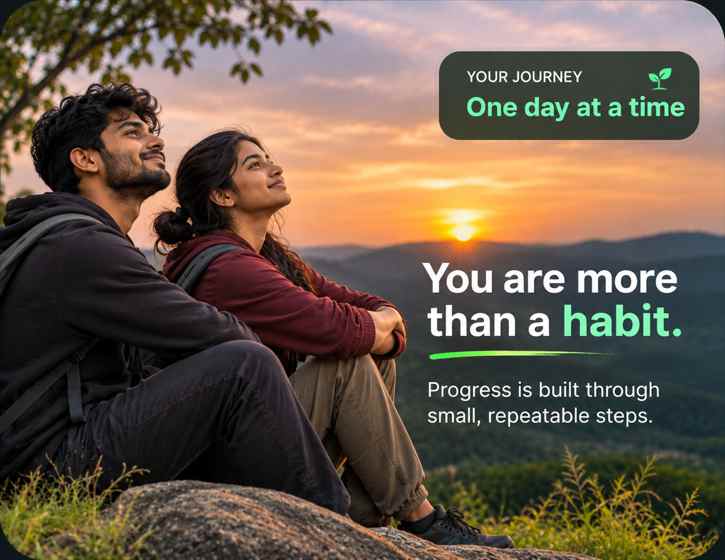 YOUR JOURNEY
One day at a time
You are more
than a habit.
Progress is built through
small, repeatable steps.